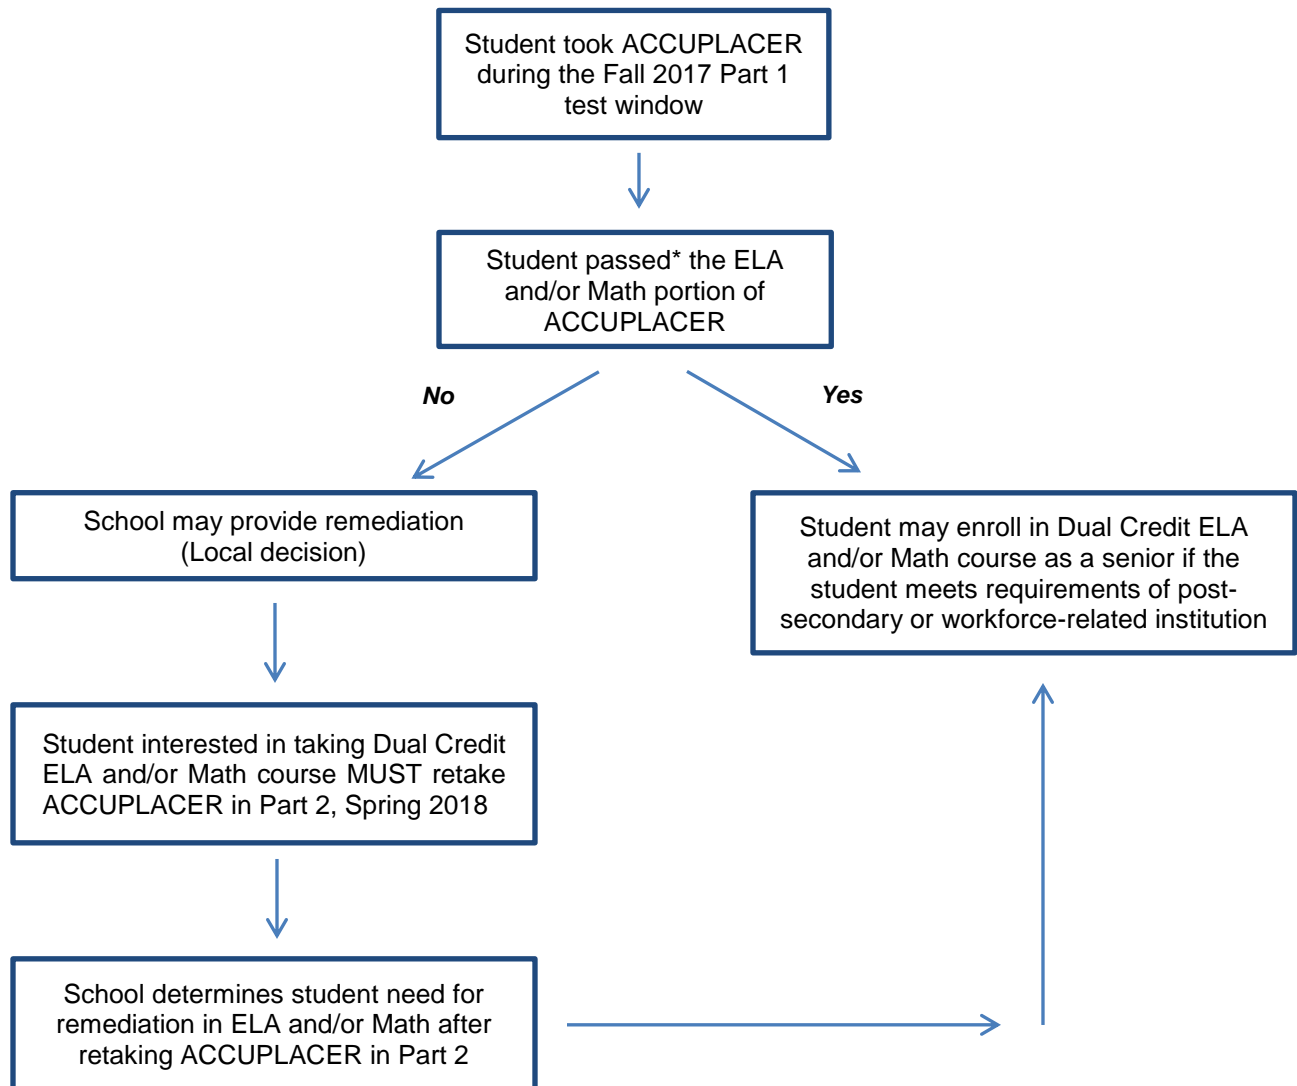 Student took ACCUPLACER
during the Fall 2017 Part 1
test window
Student passed* the ELA
and/or Math portion of
ACCUPLACER
No
Yes
School may provide remediation
(Local decision)
Student may enroll in Dual Credit ELA
and/or Math course as a senior if the
student meets requirements of post-
secondary or workforce-related institution
Student interested in taking Dual Credit
ELA and/or Math course MUST retake
ACCUPLACER in Part 2, Spring 2018
School determines student need for
remediation in ELA and/or Math after
retaking ACCUPLACER in Part 2